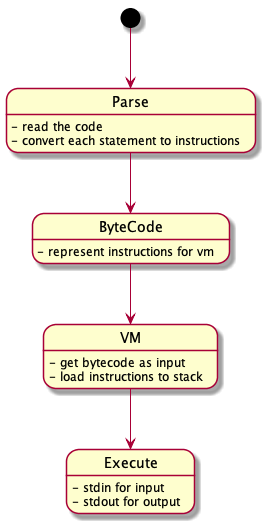 Parse
- read the code
- convert each statement to instructions
ByteCode
- represent instructions for vm
VM
- get bytecode as input
- load instructions to stack
Execute
- stdin for input
- stdout for output